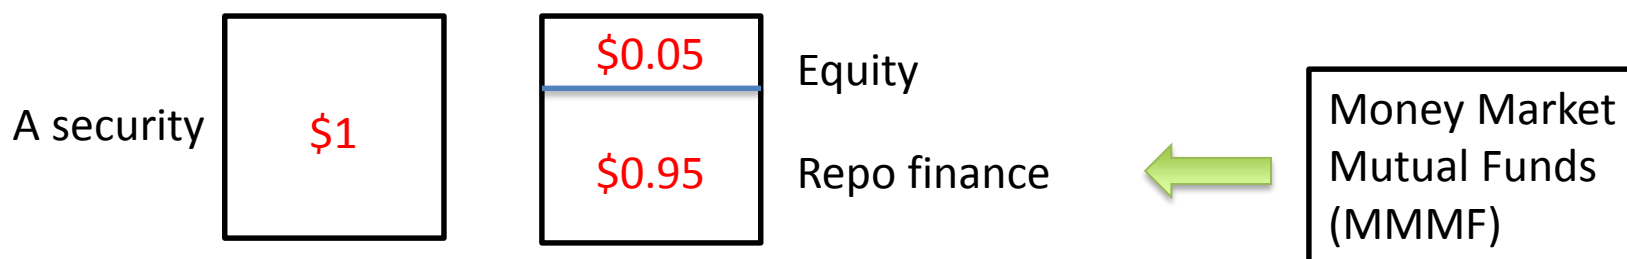 A security
$1
$0.05
$0.95
Equity
Repo finance
Money Market
Mutual Funds
(MMMF)